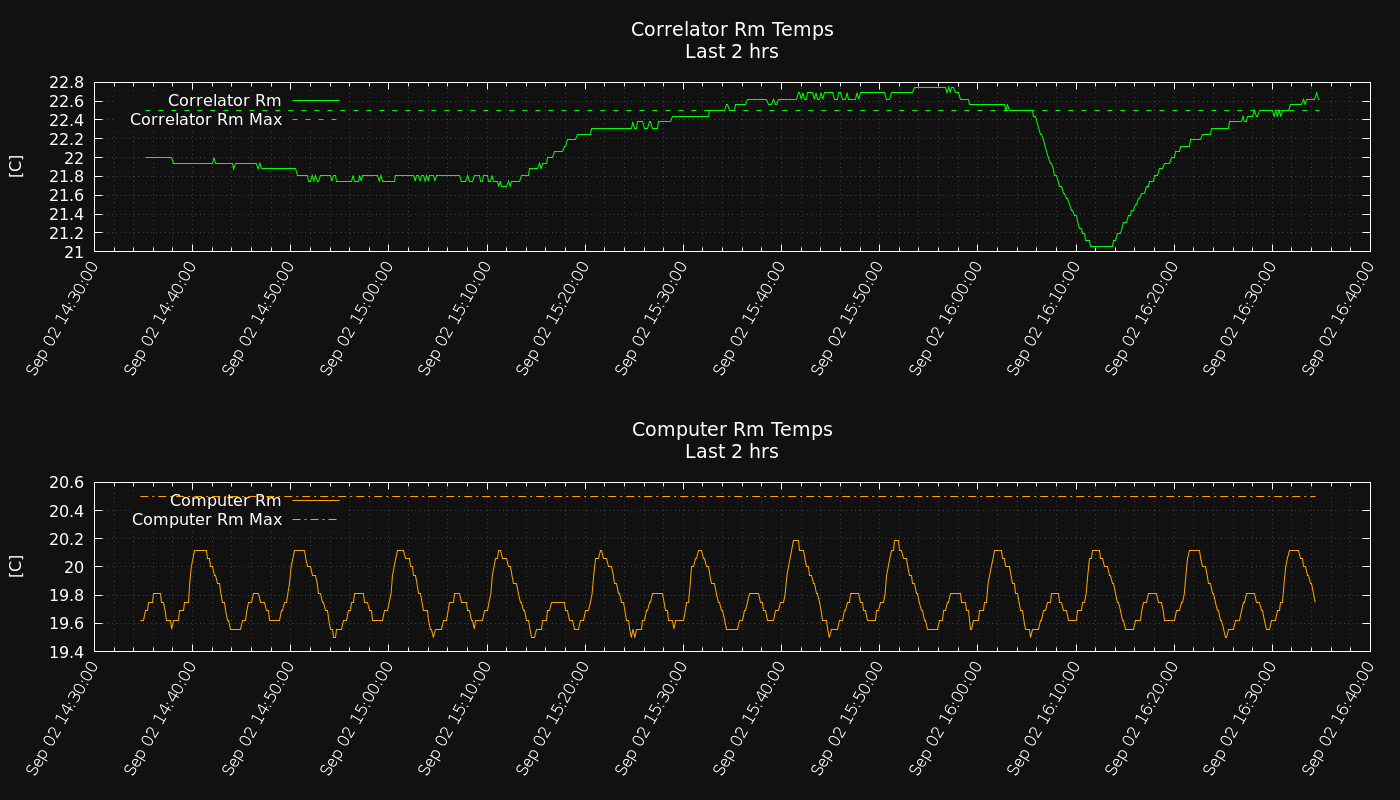 Correlator Rm Temps
Last 2 hrs
22.8
22.6
22.4
22.2
22
21.8
21.6
21.4
21.2
21
[C]
Correlator Rm
Correlator Rm Max
Sep 02 14:30:00
Sep 02 14:40:00
Sep 02 14:50:00
Sep 02 15:00:00
Sep 02 15:10:00
Sep 02 15:20:00
Sep 02 15:30:00
Sep 02 15:40:00
Sep 02 15:50:00
Sep 02 16:00:00
Sep 02 16:10:00
Sep 02 16:20:00
Sep 02 16:30:00
Sep 02 16:40:00
Computer Rm Temps
Last 2 hrs
20.6
20.4
20.2
20
19.8
19.6
19.4
[C]
Computer Rm
Computer Rm Max
Sep 02 14:30:00
Sep 02 14:40:00
Sep 02 14:50:00
Sep 02 15:00:00
Sep 02 15:10:00
Sep 02 15:20:00
Sep 02 15:30:00
Sep 02 15:40:00
Sep 02 15:50:00
Sep 02 16:00:00
Sep 02 16:10:00
Sep 02 16:20:00
Sep 02 16:30:00
Sep 02 16:40:00